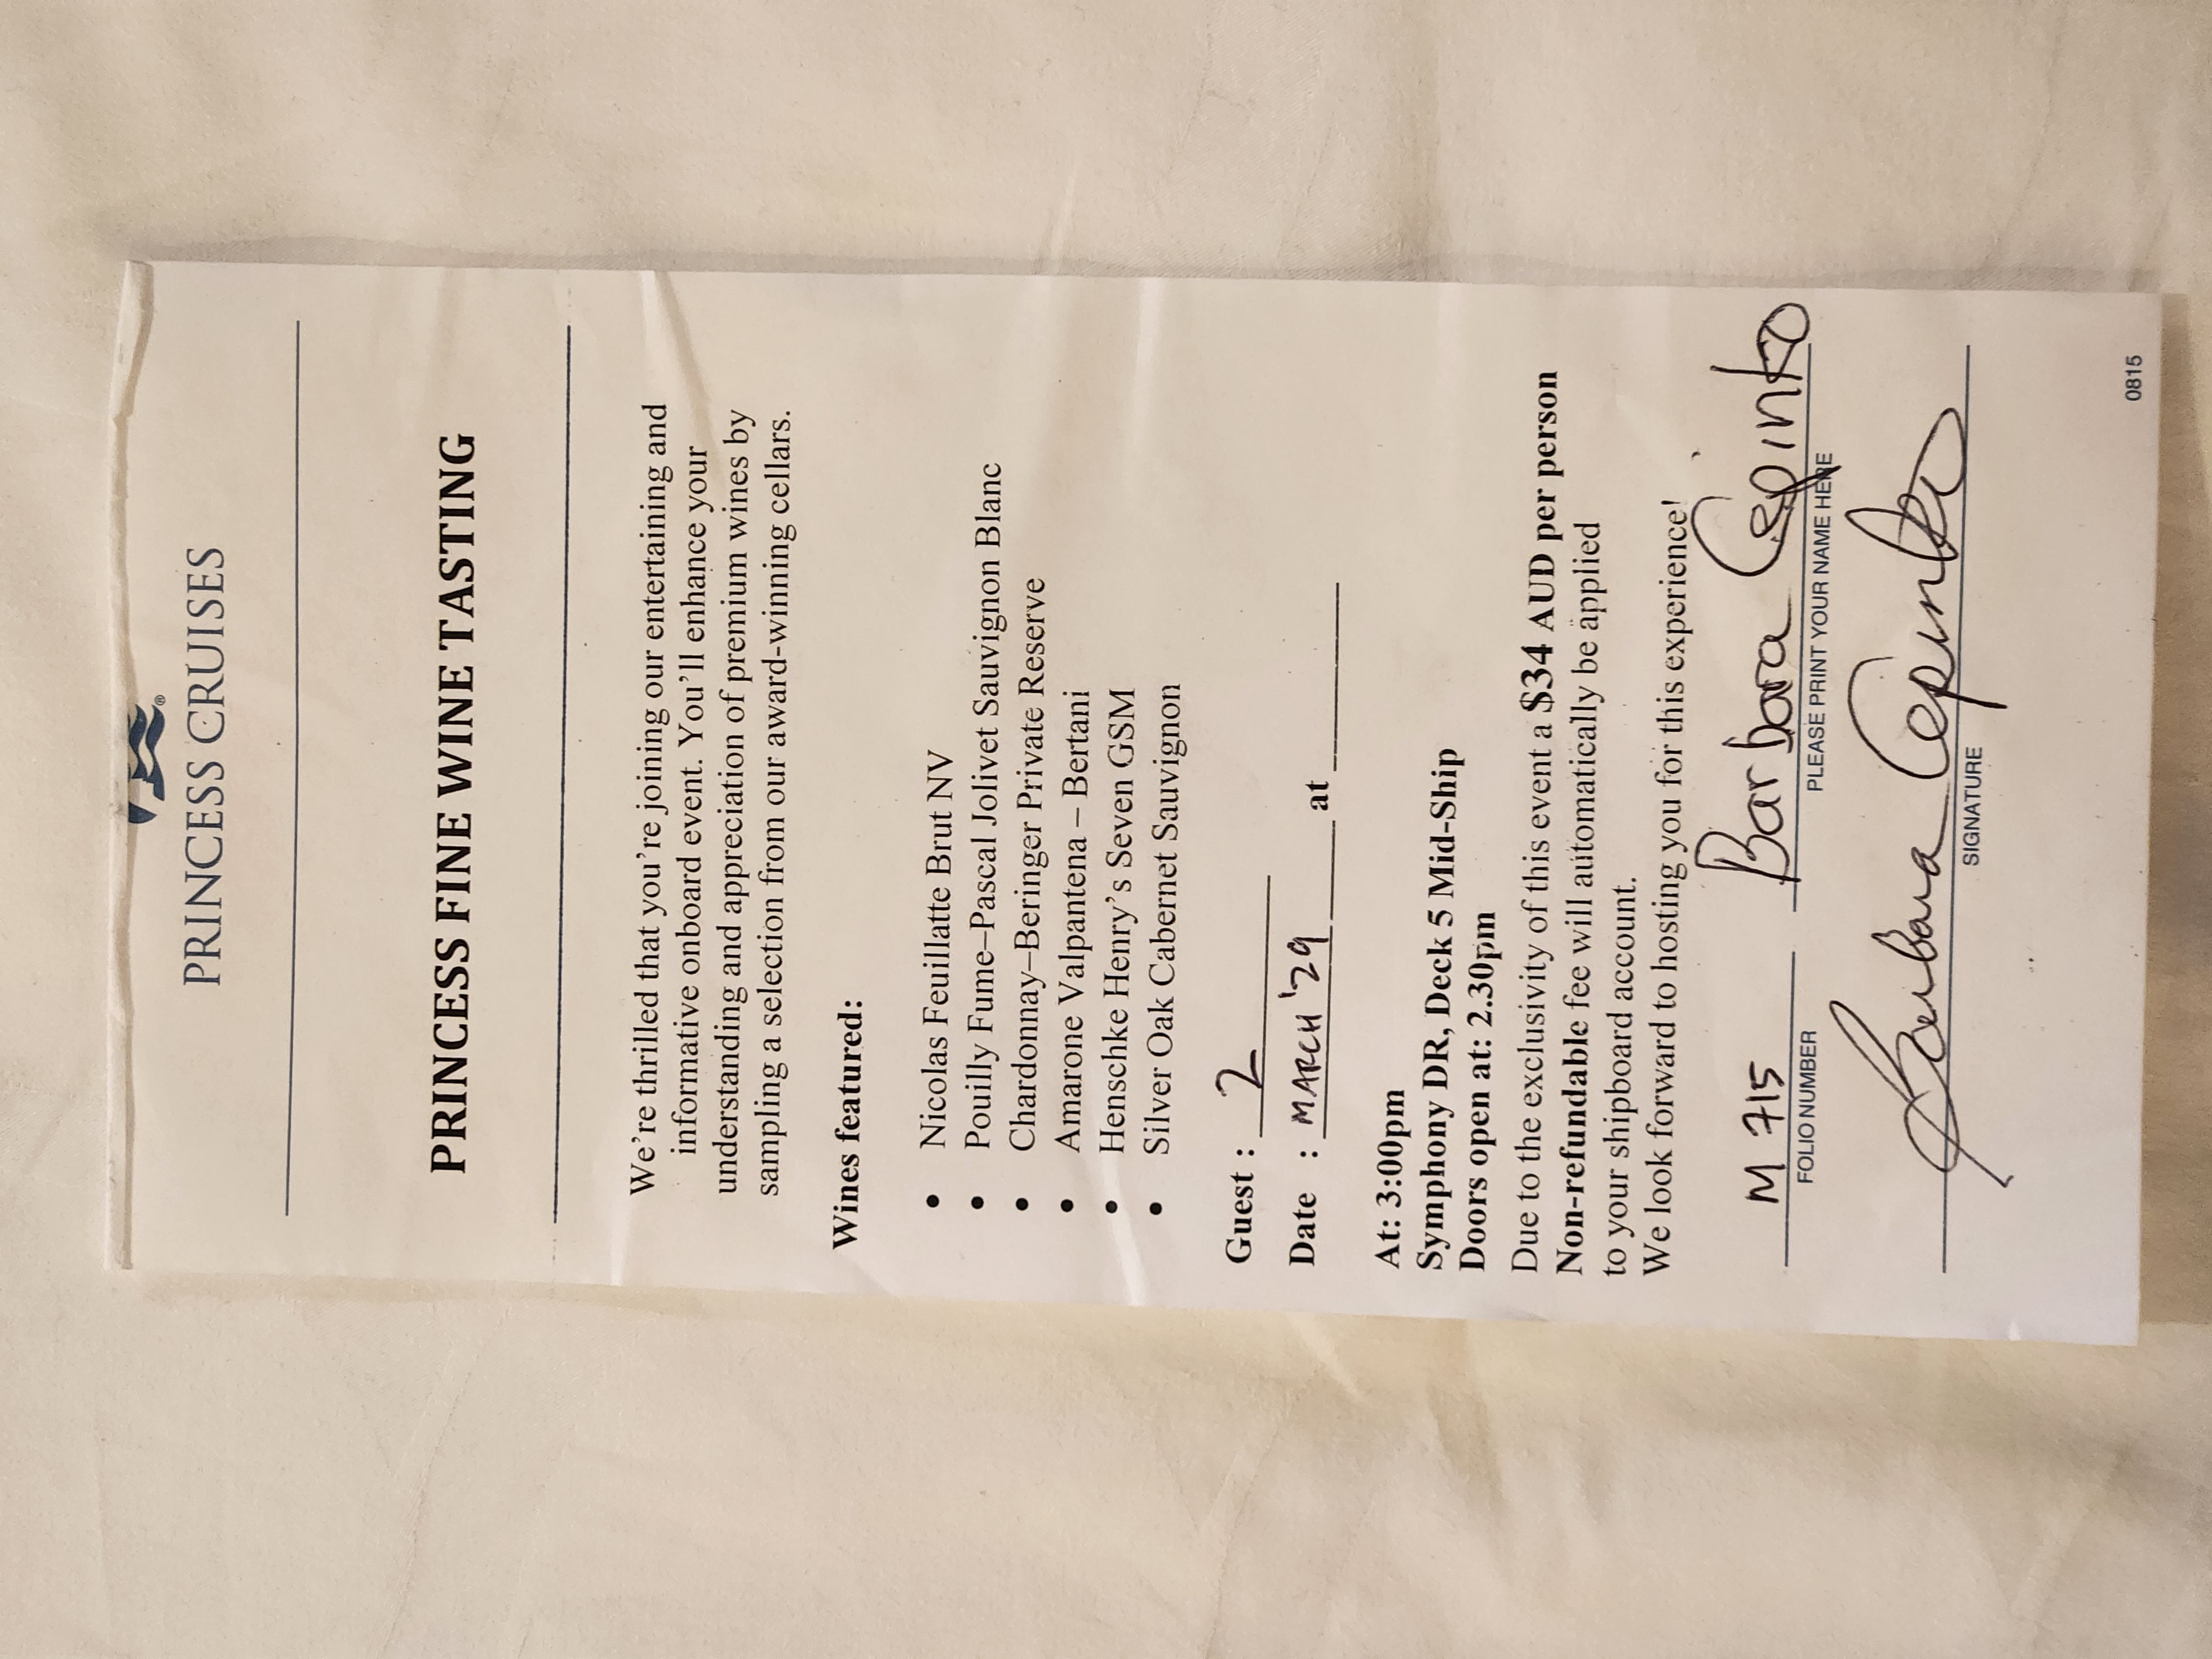 PRINCESS CRUISES®
PRINCESS FINE WINE TASTING
We're thrilled that you're joining our entertaining and
informative onboard event. You'll enhance your
understanding and appreciation of premium wines by
sampling a selection from our award-winning cellars.
Wines featured:
• Nicolas Feuillatte Brut NV
• Pouilly Fume–Pascal Jolivet Sauvignon Blanc
• Chardonnay–Beringer Private Reserve
• Amarone Valpantena – Bertani
• Henschke Henry's Seven GSM
• Silver Oak Cabernet Sauvignon
Guest : 2
Date : MARCH '29 at
At: 3:00pm
Symphony DR, Deck 5 Mid-Ship
Doors open at: 2.30pm
Due to the exclusivity of this event a $34 AUD per person
Non-refundable fee will automatically be applied
to your shipboard account.
We look forward to hosting you for this experience!
M 715 Barbara Cepinko
FOLIO NUMBER PLEASE PRINT YOUR NAME HERE
Barbara Cepinko
SIGNATURE
0815